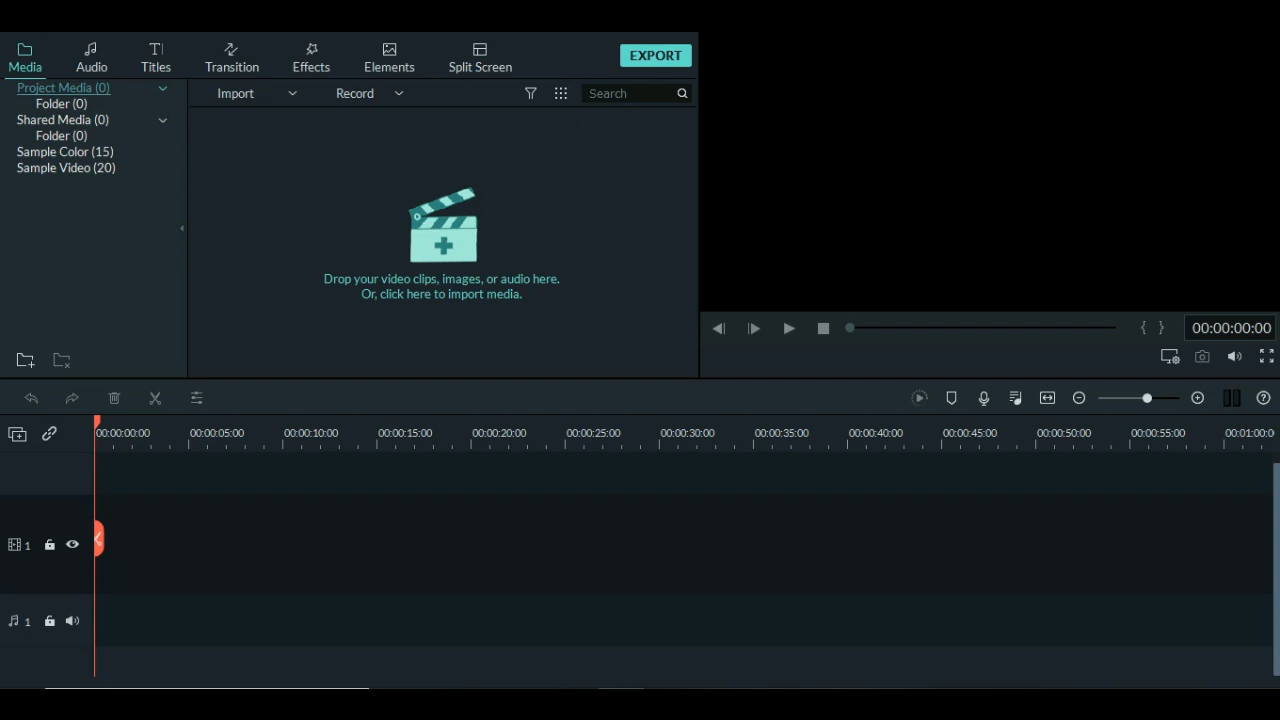 Media Audio Titles Transition Effects Elements Split Screen EXPORT
Project Media (0)
Folder (0)
Shared Media (0)
Folder (0)
Sample Color (15)
Sample Video (20)
Import Record Search
Drop your video clips, images, or audio here.
Or, click here to import media.
{ } 00:00:00:00
00:00:00:00 00:00:05:00 00:00:10:00 00:00:15:00 00:00:20:00 00:00:25:00 00:00:30:00 00:00:35:00 00:00:40:00 00:00:45:00 00:00:50:00 00:00:55:00 00:01:00:0
1
1